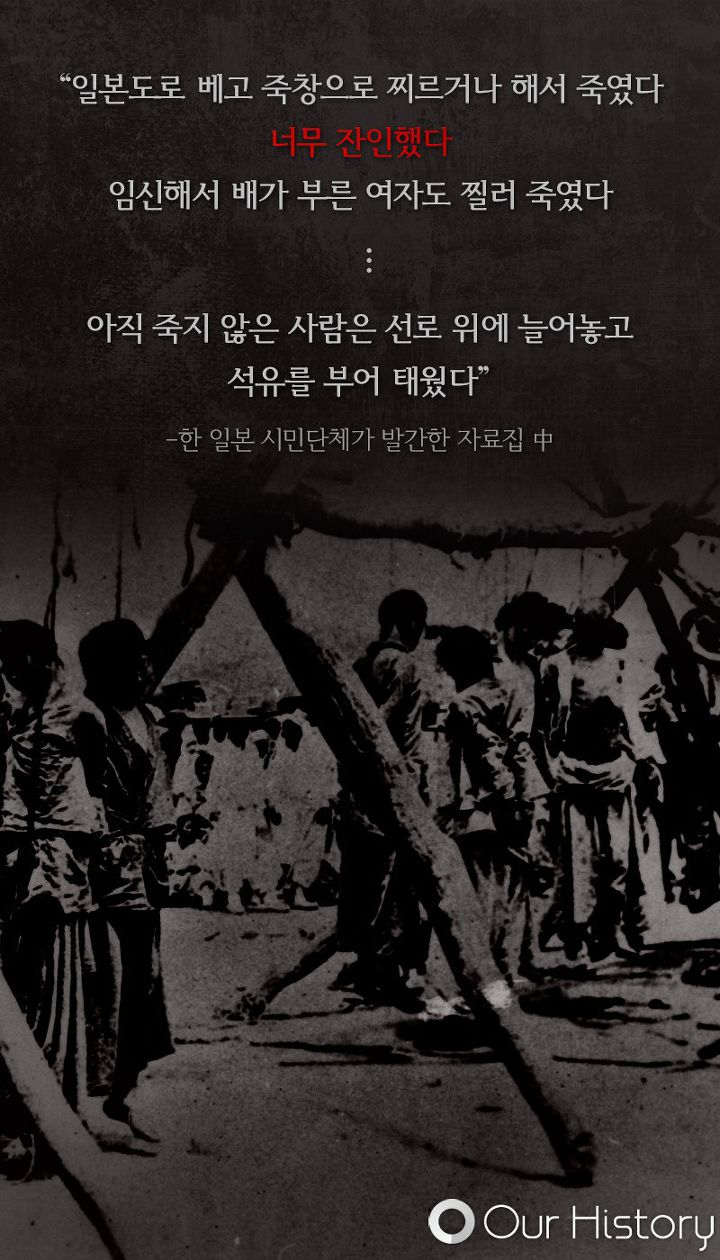 “일본도로 베고 죽창으로 찌르거나 해서 죽였다
너무 잔인했다
임신해서 배가 부른 여자도 찔러 죽였다
⋮
아직 죽지 않은 사람은 선로 위에 늘어놓고
석유를 부어 태웠다”
-한 일본 시민단체가 발간한 자료집 中
Our History